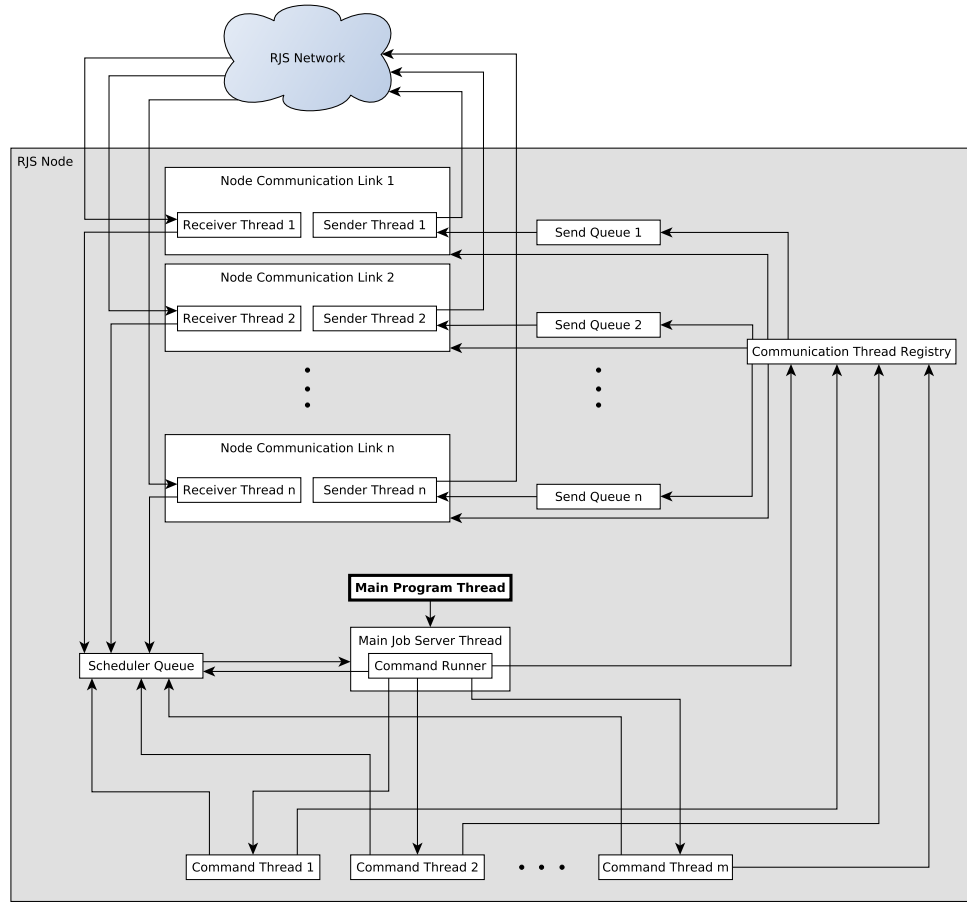 RJS Network
RJS Node
Node Communication Link 1
Receiver Thread 1
Sender Thread 1
Send Queue 1
Node Communication Link 2
Receiver Thread 2
Sender Thread 2
Send Queue 2
Communication Thread Registry
Node Communication Link n
Receiver Thread n
Sender Thread n
Send Queue n
Main Program Thread
Main Job Server Thread
Scheduler Queue
Command Runner
Command Thread 1
Command Thread 2
Command Thread m